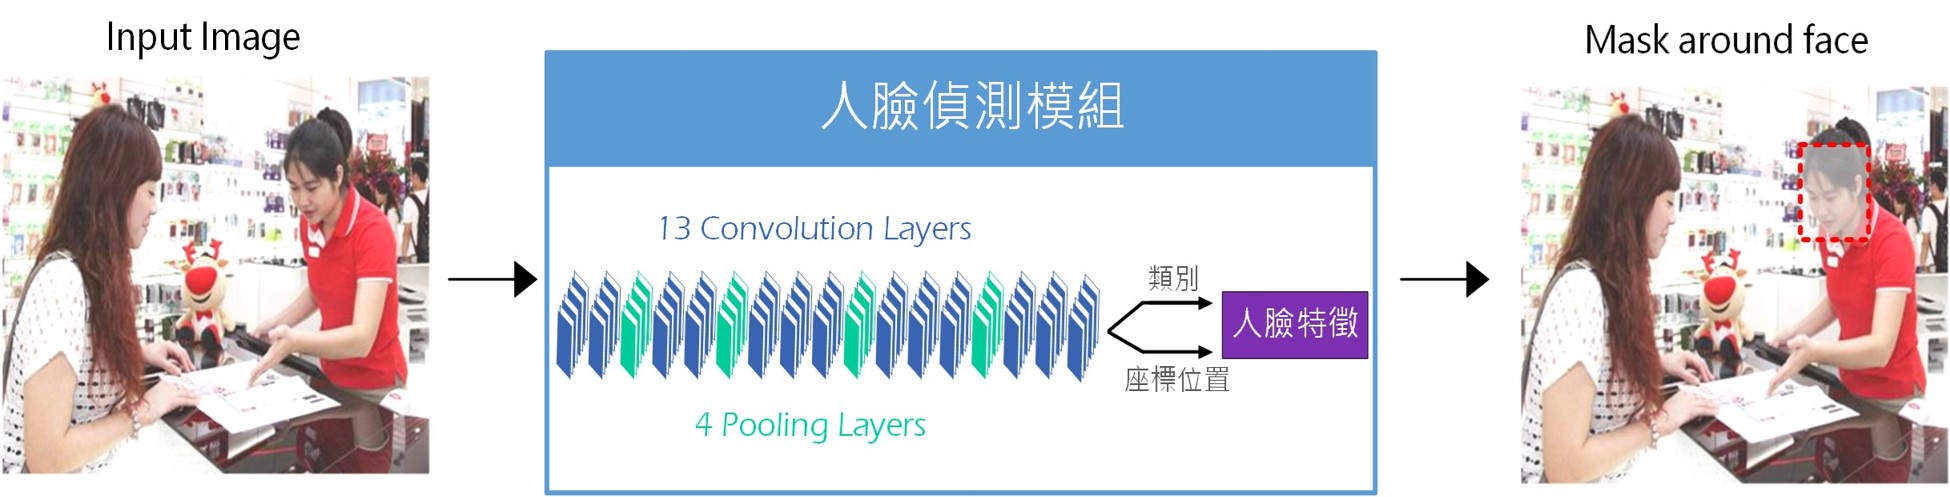 Input Image
人臉偵測模組
13 Convolution Layers
4 Pooling Layers
類別
座標位置
人臉特徵
Mask around face